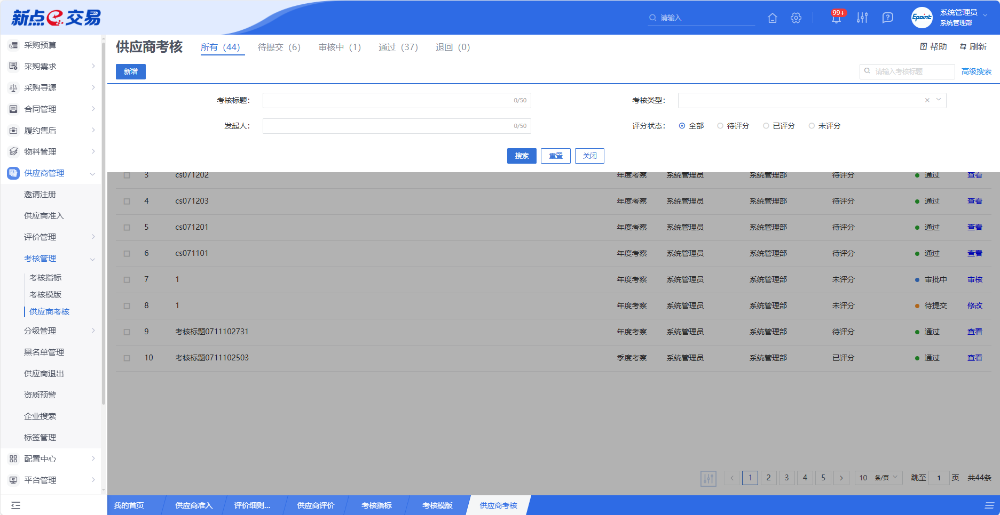 新点e交易
请输入
99+
Epoint
系统管理员
系统管理部
采购预算
采购需求
采购寻源
合同管理
履约售后
物料管理
供应商管理
邀请注册
供应商准入
评价管理
考核管理
考核指标
考核模版
供应商考核
分级管理
黑名单管理
供应商退出
资质预警
企业搜索
标签管理
配置中心
平台管理
供应商考核 所有（44） 待提交（6） 审核中（1） 通过（37） 退回（0） 帮助 刷新
新增 请输入考核标题 高级搜索
考核标题： 0/50 考核类型：
发起人： 0/50 评分状态： 全部 待评分 已评分 未评分
搜索 重置 关闭
3 cs071202 年度考察 系统管理员 系统管理部 待评分 通过 查看
4 cs071203 年度考察 系统管理员 系统管理部 待评分 通过 查看
5 cs071201 年度考察 系统管理员 系统管理部 待评分 通过 查看
6 cs071101 年度考察 系统管理员 系统管理部 待评分 通过 查看
7 1 年度考察 系统管理员 系统管理部 未评分 审批中 审核
8 1 年度考察 系统管理员 系统管理部 未评分 待提交 修改
9 考核标题0711102731 年度考察 系统管理员 系统管理部 待评分 通过 查看
10 考核标题0711102503 季度考察 系统管理员 系统管理部 已评分 通过 查看
1 2 3 4 5 10 条/页 跳至 1 页 共44条
我的首页 供应商准入 评价细则... 供应商评价 考核指标 考核模版 供应商考核